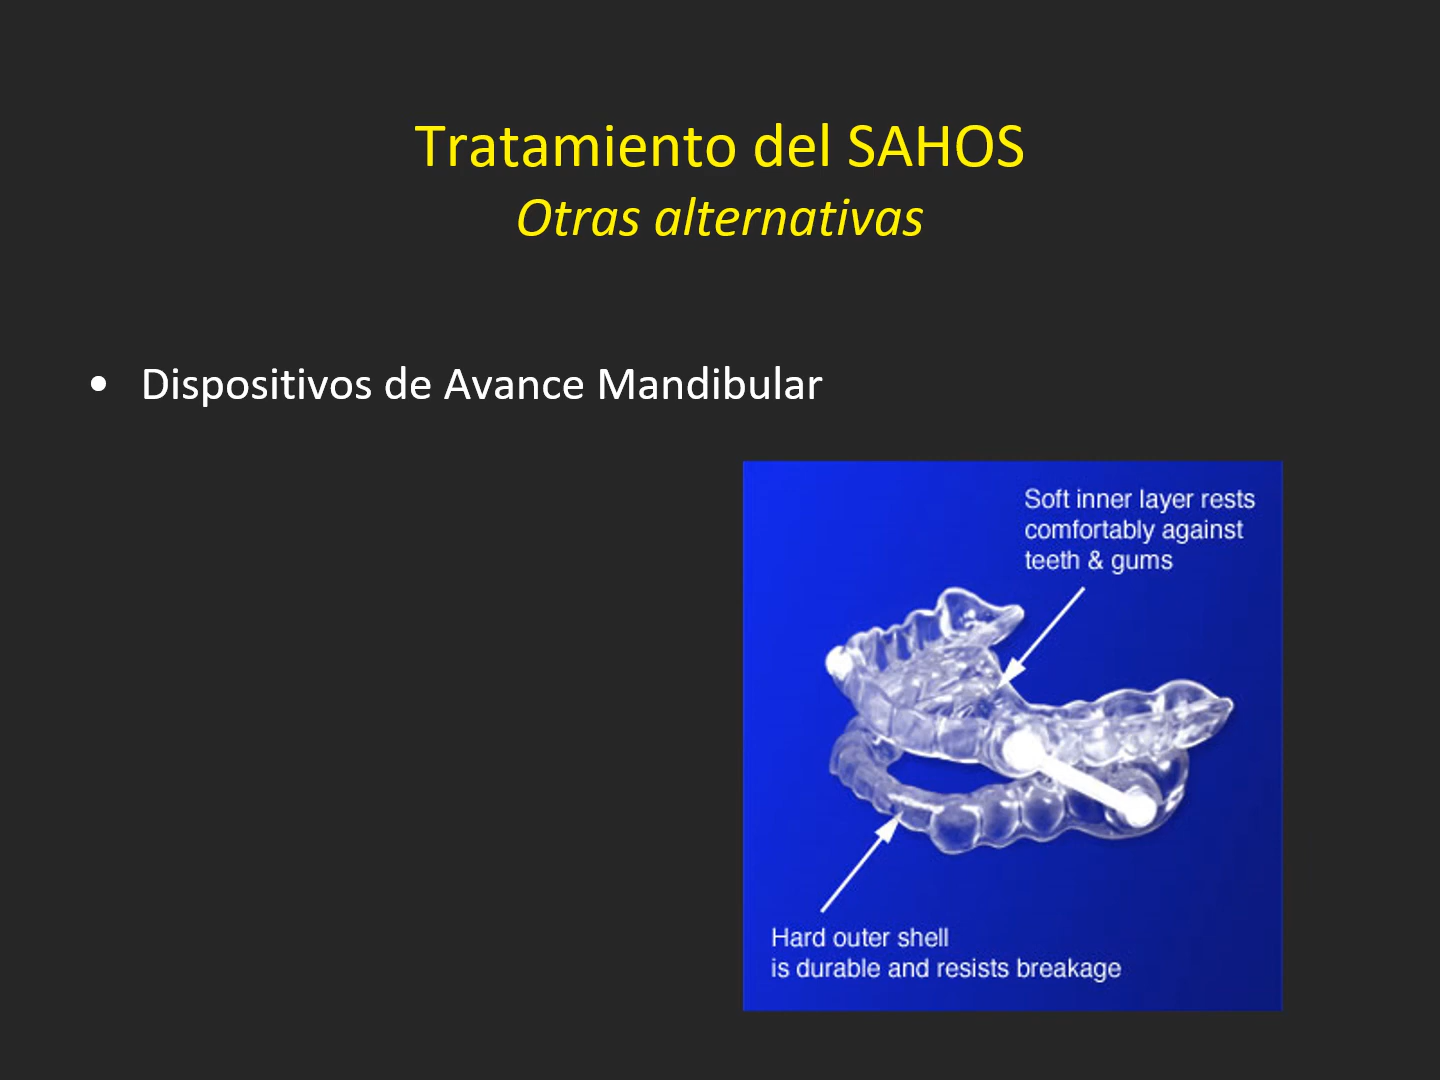 Tratamiento del SAHOS
Otras alternativas
• Dispositivos de Avance Mandibular
Soft inner layer rests
comfortably against
teeth & gums
Hard outer shell
is durable and resists breakage